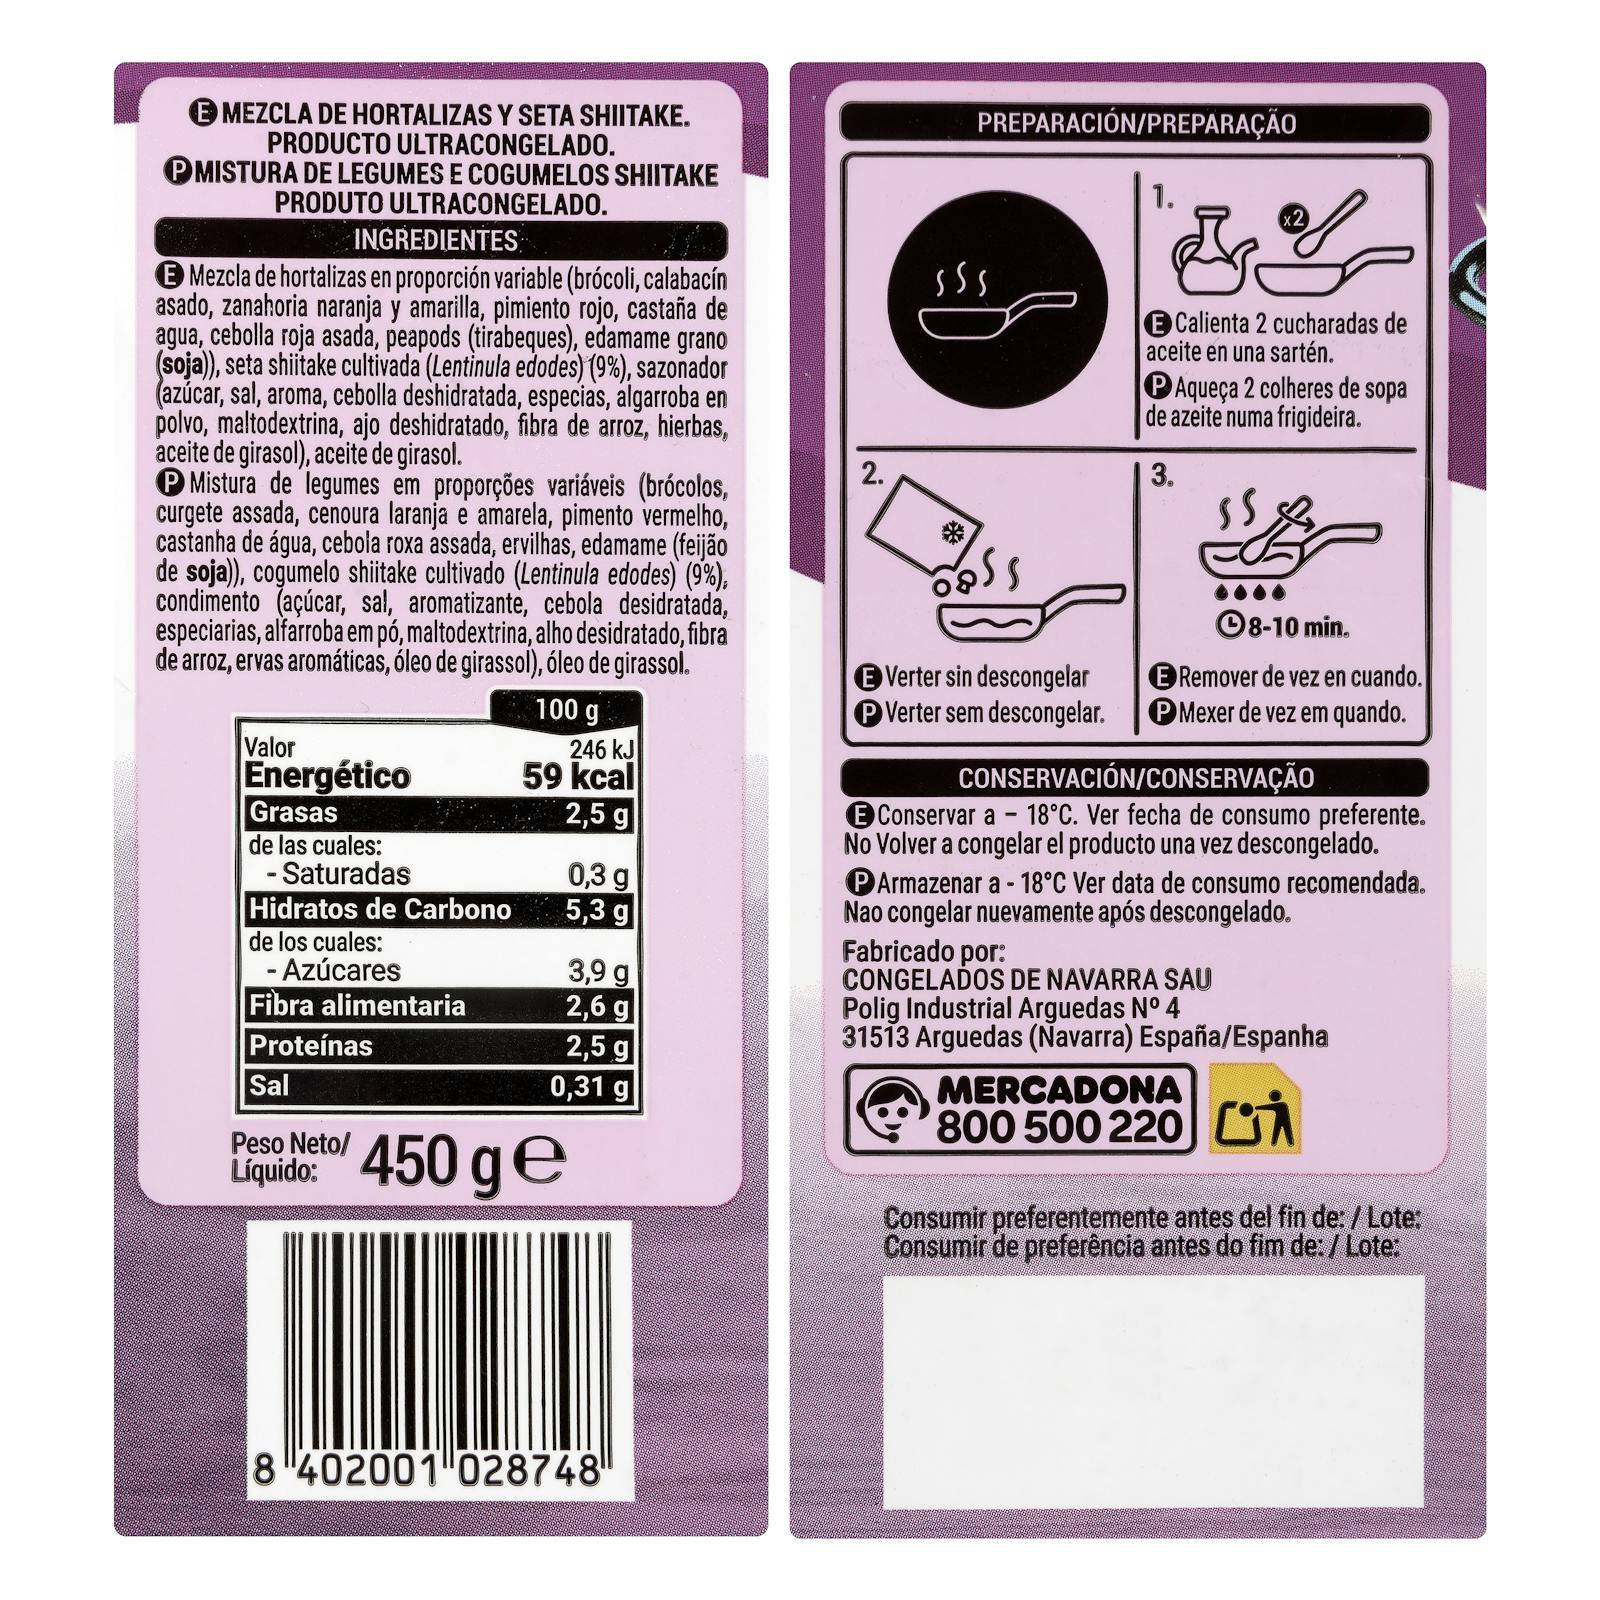 E MEZCLA DE HORTALIZAS Y SETA SHIITAKE.
PRODUCTO ULTRACONGELADO.
P MISTURA DE LEGUMES E COGUMELOS SHIITAKE
PRODUTO ULTRACONGELADO.
INGREDIENTES
E Mezcla de hortalizas en proporción variable (brócoli, calabacín
asado, zanahoria naranja y amarilla, pimiento rojo, castaña de
agua, cebolla roja asada, peapods (tirabeques), edamame grano
(soja)), seta shiitake cultivada (Lentinula edodes) (9%), sazonador
(azúcar, sal, aroma, cebolla deshidratada, especias, algarroba en
polvo, maltodextrina, ajo deshidratado, fibra de arroz, hierbas,
aceite de girasol), aceite de girasol.
P Mistura de legumes em proporções variáveis (brócolos,
curgete assada, cenoura laranja e amarela, pimento vermelho,
castanha de água, cebola roxa assada, ervilhas, edamame (feijão
de soja)), cogumelo shiitake cultivado (Lentinula edodes) (9%),
condimento (açúcar, sal, aromatizante, cebola desidratada,
especiarias, alfarroba em pó, maltodextrina, alho desidratado, fibra
de arroz, ervas aromáticas, óleo de girassol), óleo de girassol.
100 g
Valor 246 kJ
Energético 59 kcal
Grasas 2,5 g
de las cuales:
- Saturadas 0,3 g
Hidratos de Carbono 5,3 g
de los cuales:
- Azúcares 3,9 g
Fibra alimentaria 2,6 g
Proteínas 2,5 g
Sal 0,31 g
Peso Neto/
Líquido: 450 g e
8 402001 028748
PREPARACIÓN/PREPARAÇÃO
1.
x2
E Calienta 2 cucharadas de
aceite en una sartén.
P Aqueça 2 colheres de sopa
de azeite numa frigideira.
2.
E Verter sin descongelar
P Verter sem descongelar.
3.
8-10 min.
E Remover de vez en cuando.
P Mexer de vez em quando.
CONSERVACIÓN/CONSERVAÇÃO
E Conservar a – 18°C. Ver fecha de consumo preferente.
No Volver a congelar el producto una vez descongelado.
P Armazenar a - 18°C Ver data de consumo recomendada.
Nao congelar nuevamente após descongelado.
Fabricado por:
CONGELADOS DE NAVARRA SAU
Polig Industrial Arguedas Nº 4
31513 Arguedas (Navarra) España/Espanha
MERCADONA
800 500 220
Consumir preferentemente antes del fin de: / Lote:
Consumir de preferência antes do fim de: / Lote: